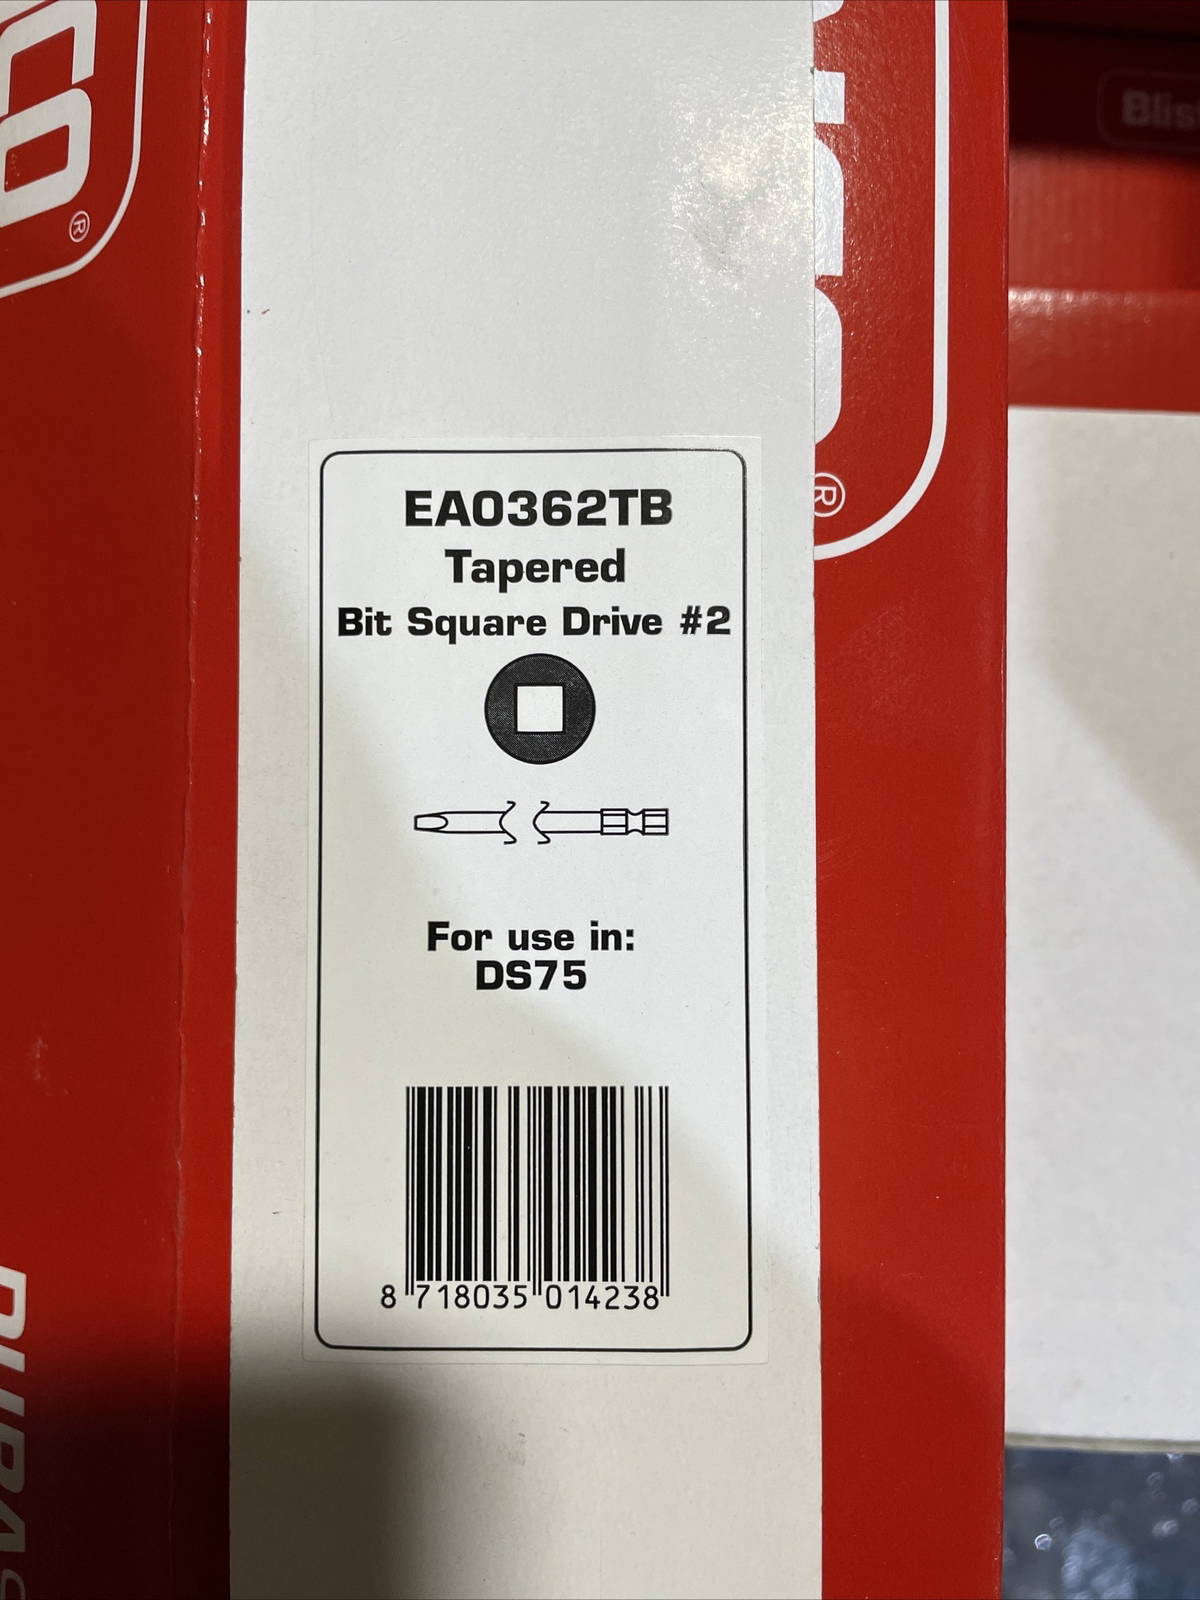 EA0362TB
Tapered
Bit Square Drive #2
For use in:
DS75
8 718035 014238
®
®